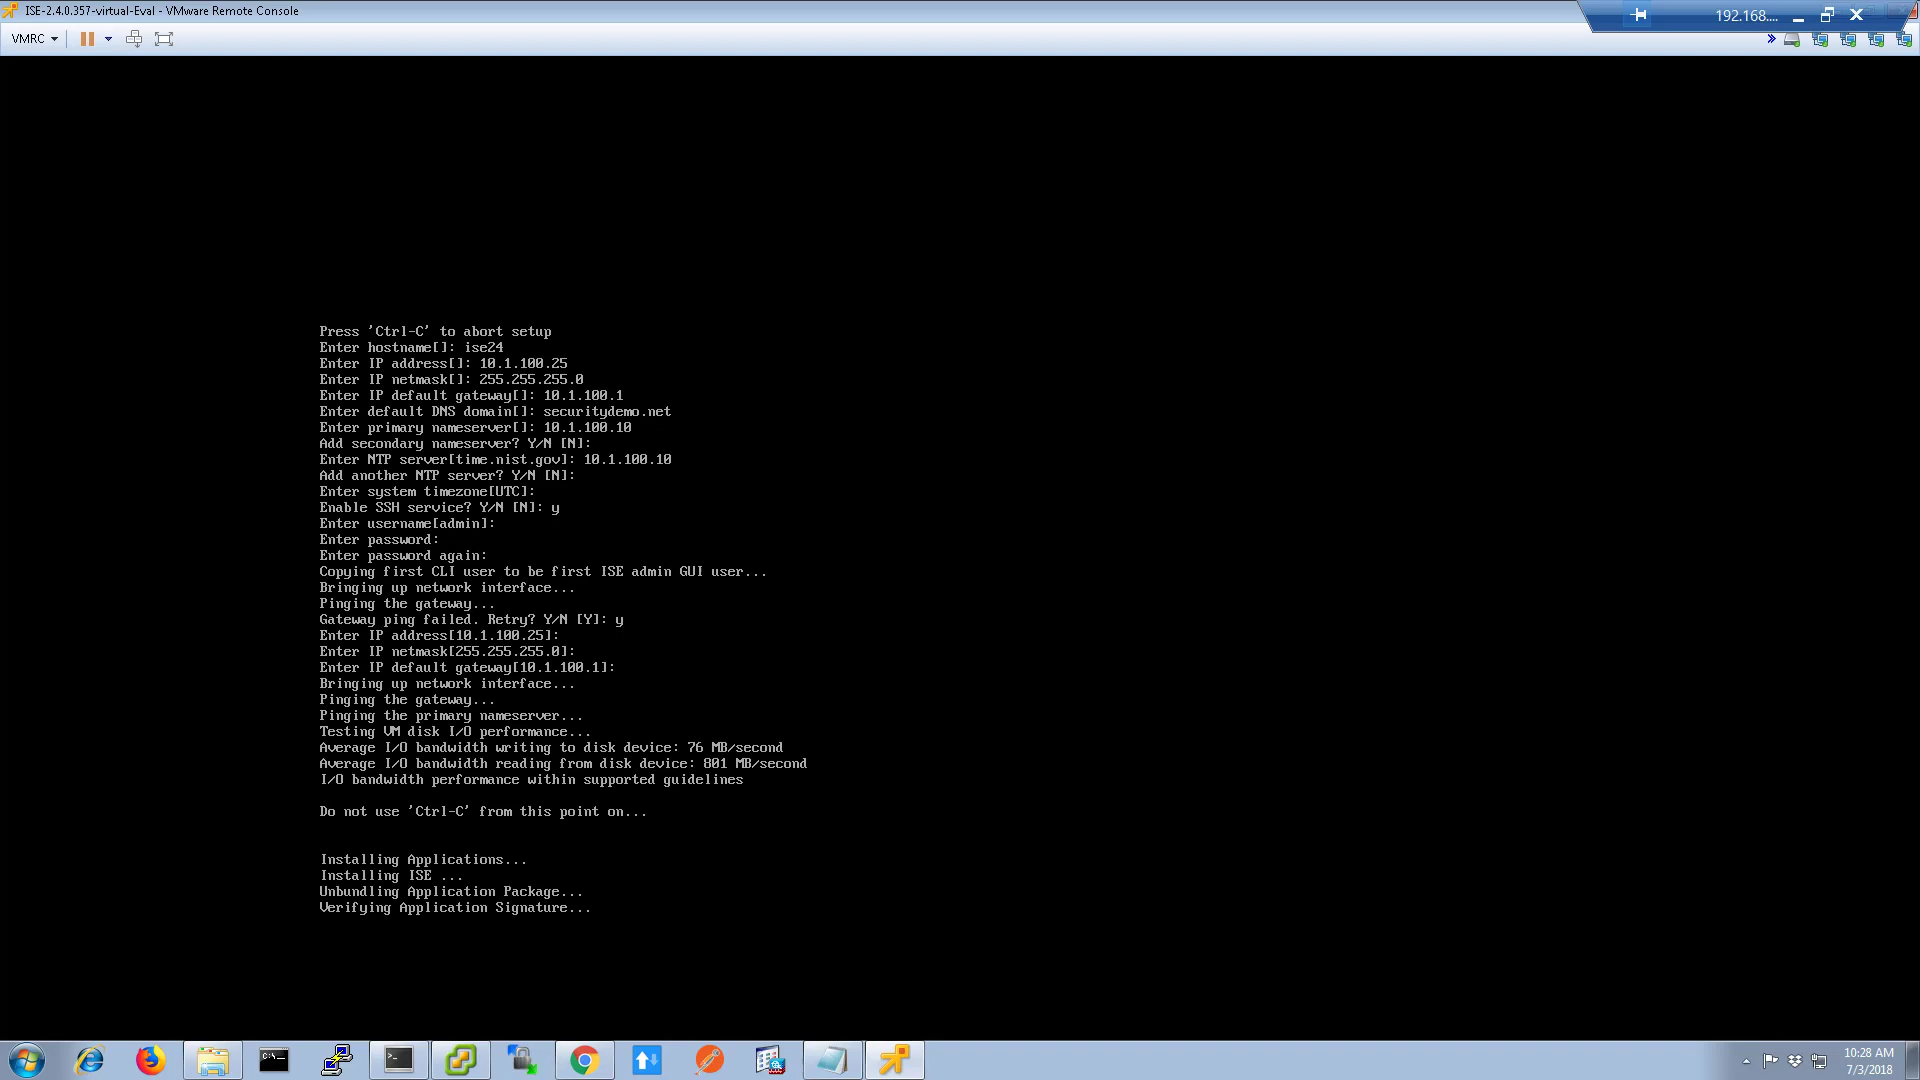 ISE-2.4.0.357-virtual-Eval - VMware Remote Console
192.168....
VMRC
Press 'Ctrl-C' to abort setup
Enter hostname[]: ise24
Enter IP address[]: 10.1.100.25
Enter IP netmask[]: 255.255.255.0
Enter IP default gateway[]: 10.1.100.1
Enter default DNS domain[]: securitydemo.net
Enter primary nameserver[]: 10.1.100.10
Add secondary nameserver? Y/N [N]:
Enter NTP server[time.nist.gov]: 10.1.100.10
Add another NTP server? Y/N [N]:
Enter system timezone[UTC]:
Enable SSH service? Y/N [N]: y
Enter username[admin]:
Enter password:
Enter password again:
Copying first CLI user to be first ISE admin GUI user...
Bringing up network interface...
Pinging the gateway...
Gateway ping failed. Retry? Y/N [Y]: y
Enter IP address[10.1.100.25]:
Enter IP netmask[255.255.255.0]:
Enter IP default gateway[10.1.100.1]:
Bringing up network interface...
Pinging the gateway...
Pinging the primary nameserver...
Testing VM disk I/O performance...
Average I/O bandwidth writing to disk device: 76 MB/second
Average I/O bandwidth reading from disk device: 801 MB/second
I/O bandwidth performance within supported guidelines
Do not use 'Ctrl-C' from this point on...
Installing Applications...
Installing ISE ...
Unbundling Application Package...
Verifying Application Signature...
C:\_
10:28 AM
7/3/2018